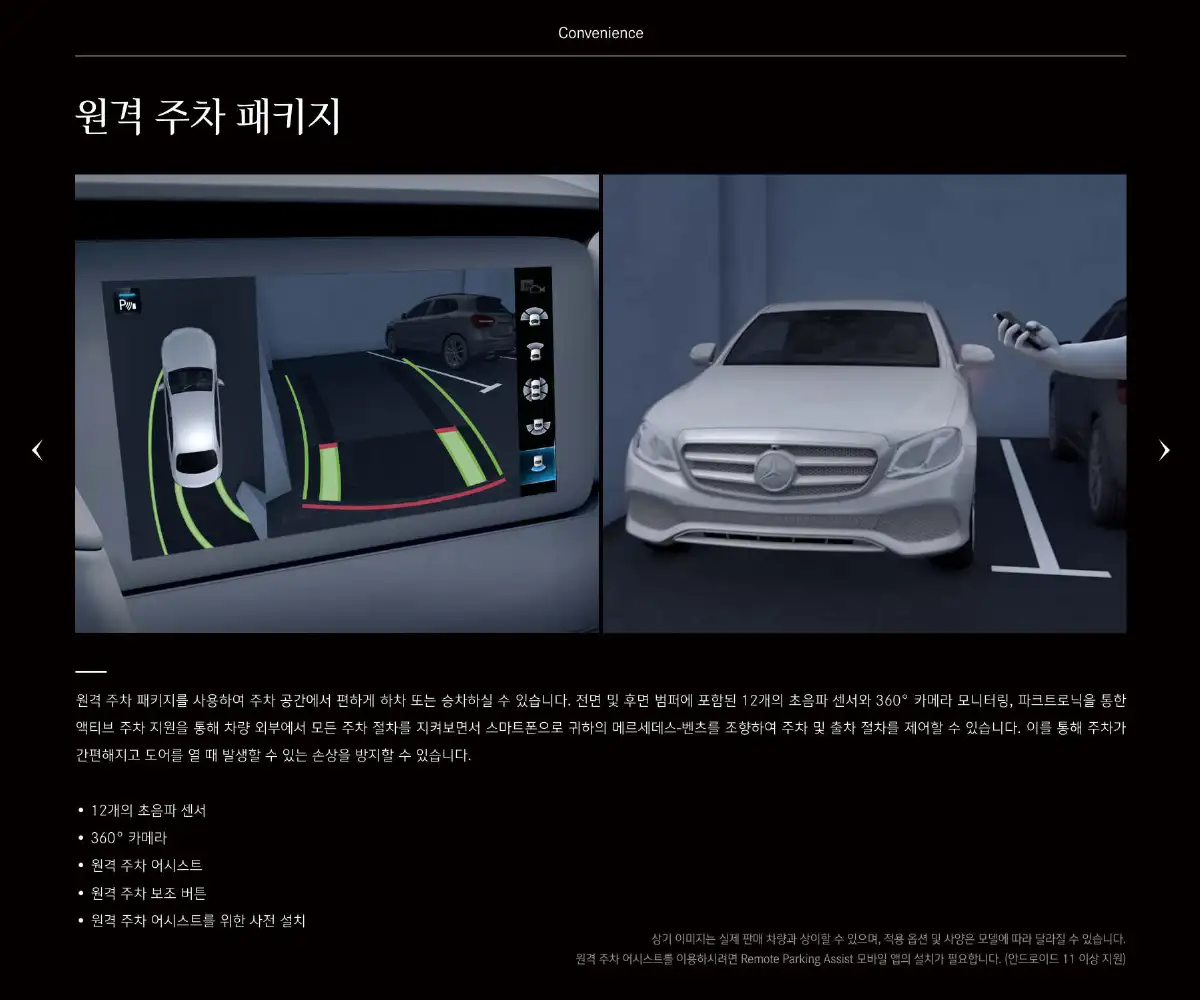 Convenience
원격 주차 패키지
P
원격 주차 패키지를 사용하여 주차 공간에서 편하게 하차 또는 승차하실 수 있습니다. 전면 및 후면 범퍼에 포함된 12개의 초음파 센서와 360° 카메라 모니터링, 파크트로닉을 통한
액티브 주차 지원을 통해 차량 외부에서 모든 주차 절차를 지켜보면서 스마트폰으로 귀하의 메르세데스-벤츠를 조향하여 주차 및 출차 절차를 제어할 수 있습니다. 이를 통해 주차가
간편해지고 도어를 열 때 발생할 수 있는 손상을 방지할 수 있습니다.
• 12개의 초음파 센서
• 360° 카메라
• 원격 주차 어시스트
• 원격 주차 보조 버튼
• 원격 주차 어시스트를 위한 사전 설치
상기 이미지는 실제 판매 차량과 상이할 수 있으며, 적용 옵션 및 사양은 모델에 따라 달라질 수 있습니다.
원격 주차 어시스트를 이용하시려면 Remote Parking Assist 모바일 앱의 설치가 필요합니다. (안드로이드 11 이상 지원)